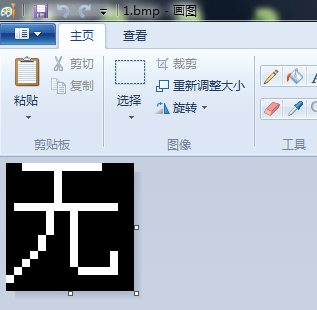 1.bmp - 画图
主页 查看
粘贴 剪切 复制
选择 裁剪 重新调整大小 旋转
剪贴板 图像 工具
无